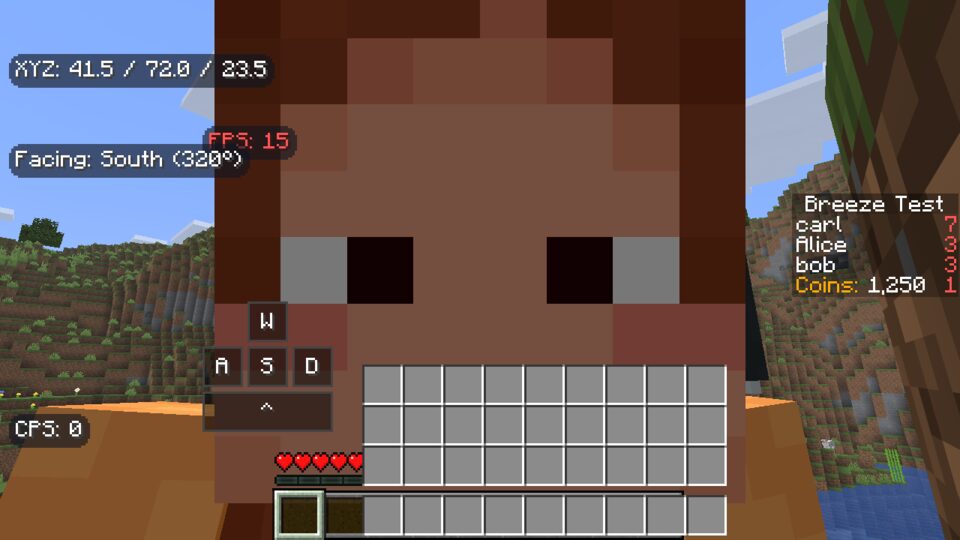 XYZ: 41.5 / 72.0 / 23.5
FPS: 15
Facing: South (320°)
Breeze Test
carl 7
Alice 3
bob 3
Coins: 1,250 1
W
A S D
^
CPS: 0